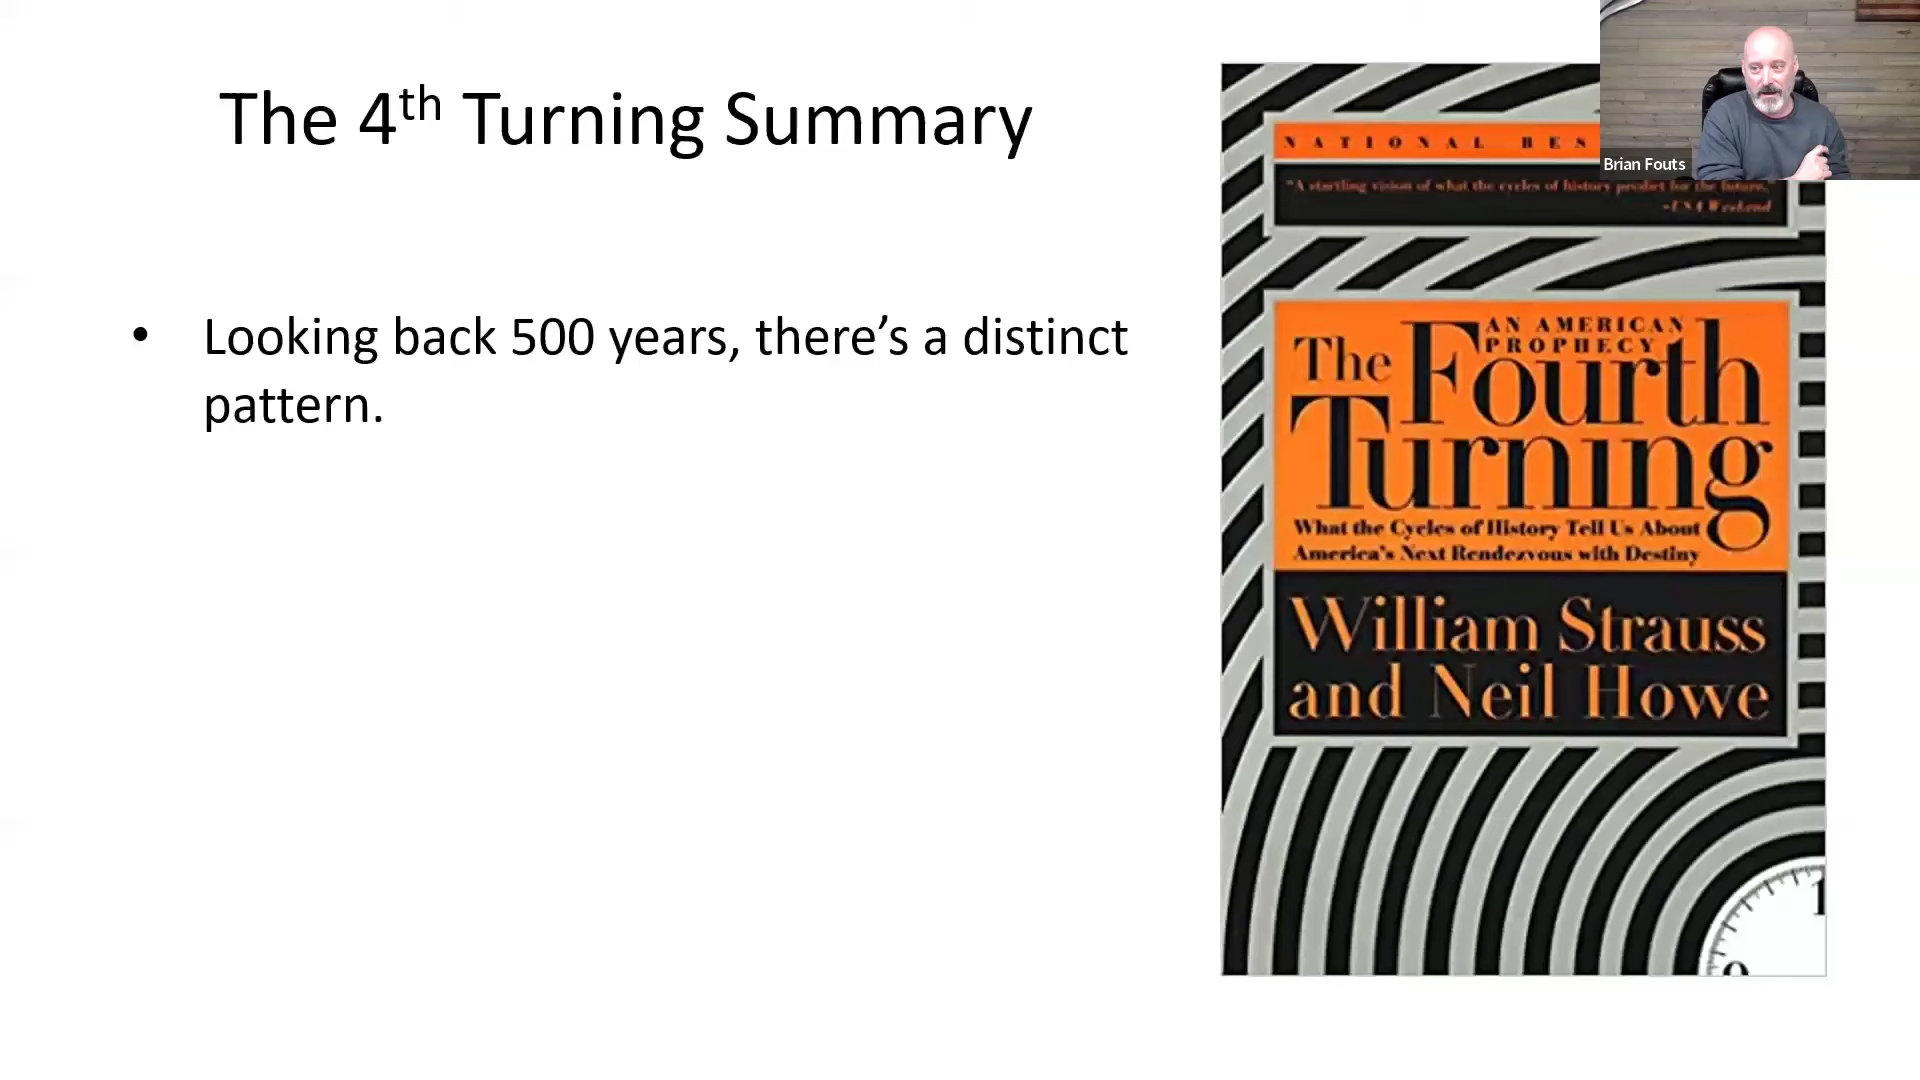 The 4th Turning Summary
• Looking back 500 years, there’s a distinct
pattern.
Brian Fouts
NATIONAL BES
"A startling vision of what the cycles of history predict for the future."
-USA Weekend
AN AMERICAN
PROPHECY
The Fourth
Turning
What the Cycles of History Tell Us About
America's Next Rendezvous with Destiny
William Strauss
and Neil Howe
1
9